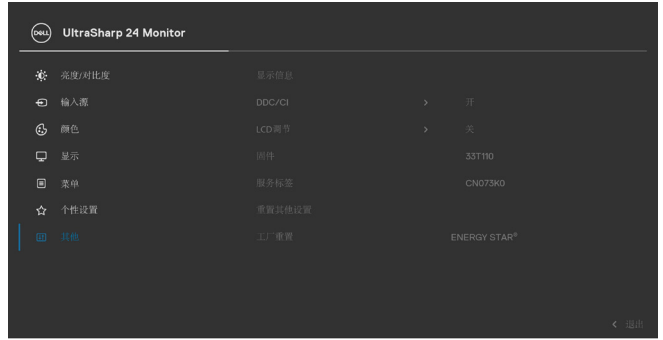 DELL UltraSharp 24 Monitor
亮度/对比度 显示信息
输入源 DDC/CI > 开
颜色 LCD调节 > 关
显示 固件 33T110
菜单 服务标签 CN073K0
个性设置 重置其他设置
其他 工厂重置 ENERGY STAR®
< 退出